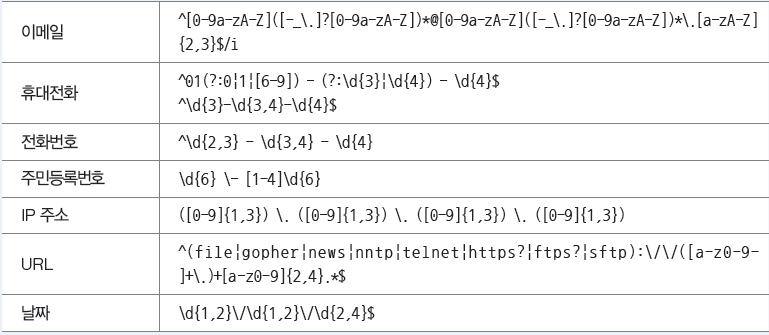 이메일
^[0-9a-zA-Z]([-_\.]?[0-9a-zA-Z])*@[0-9a-zA-Z]([-_\.]?[0-9a-zA-Z])*\.[a-zA-Z]
{2,3}$/i
휴대전화
^01(?:0¦1¦[6-9]) - (?:\d{3}¦\d{4}) - \d{4}$
^\d{3}-\d{3,4}-\d{4}$
전화번호
^\d{2,3} - \d{3,4} - \d{4}
주민등록번호
\d{6} \- [1-4]\d{6}
IP 주소
([0-9]{1,3}) \. ([0-9]{1,3}) \. ([0-9]{1,3}) \. ([0-9]{1,3})
URL
^(file¦gopher¦news¦nntp¦telnet¦https?¦ftps?¦sftp):\/\/([a-z0-9-
]+\.)+[a-z0-9]{2,4}.*$
날짜
\d{1,2}\/\d{1,2}\/\d{2,4}$